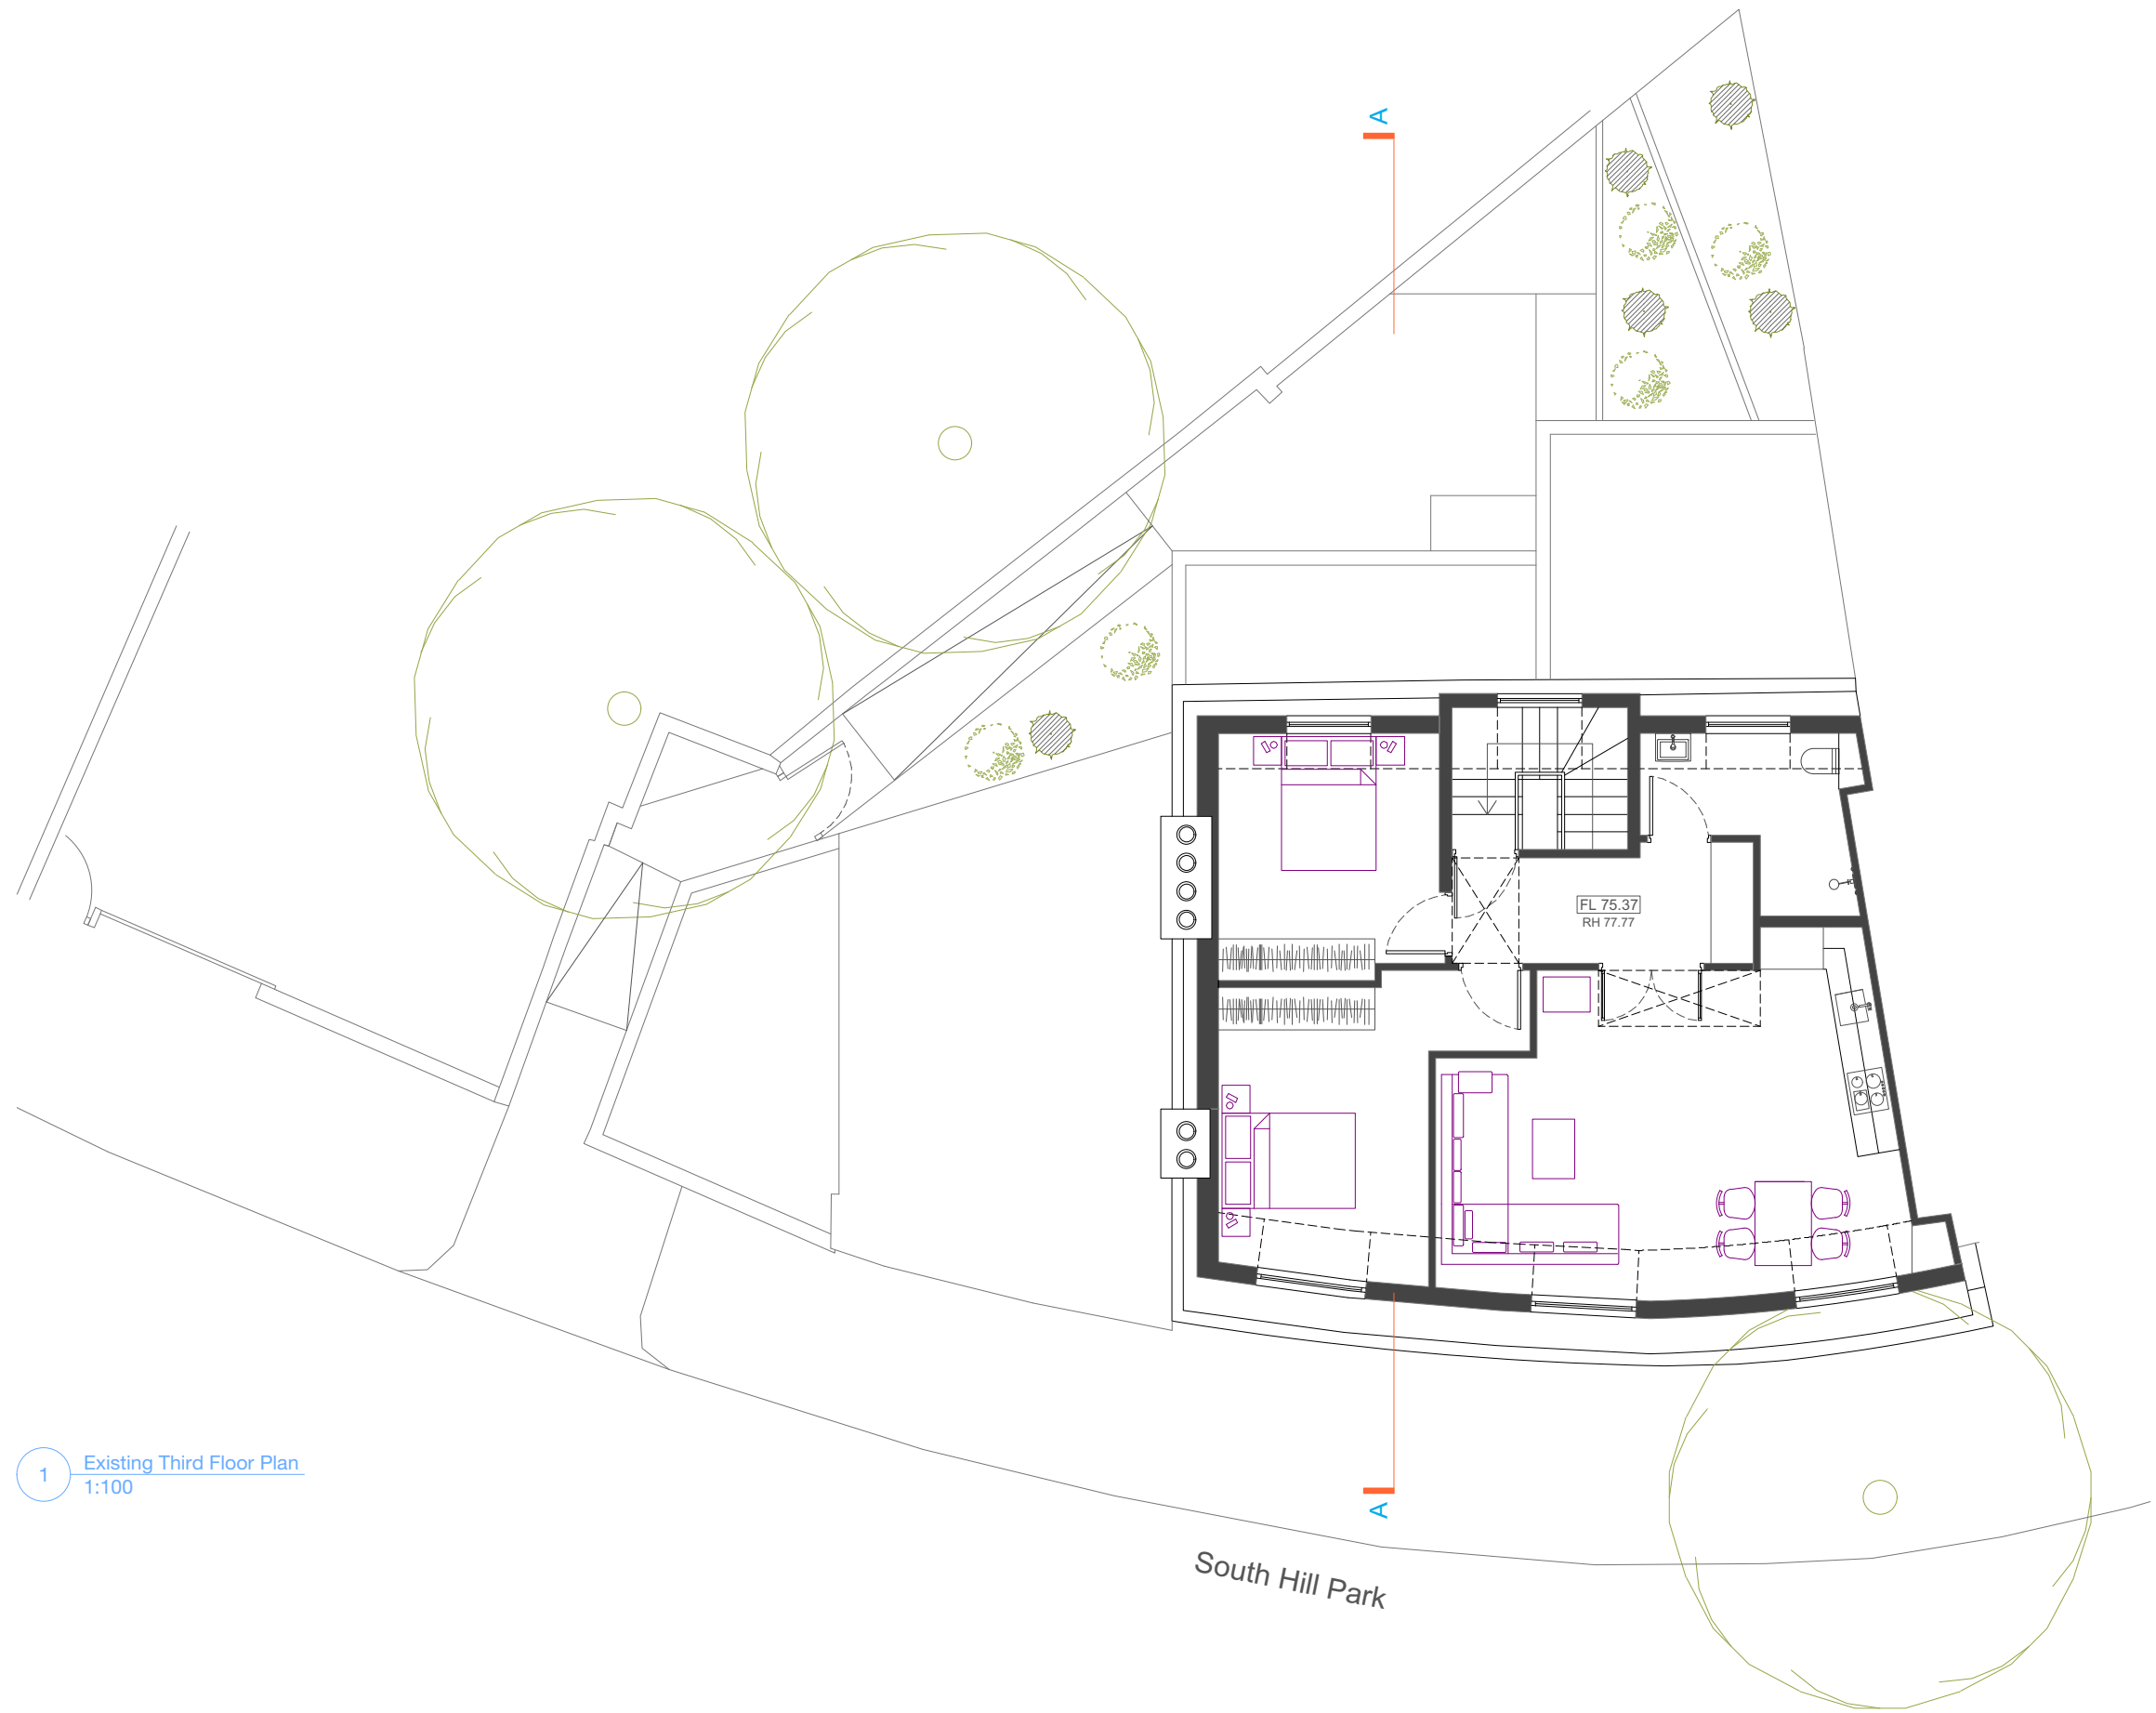 A
FL 75.37
RH 77.77
1
Existing Third Floor Plan
1:100
A
South Hill Park